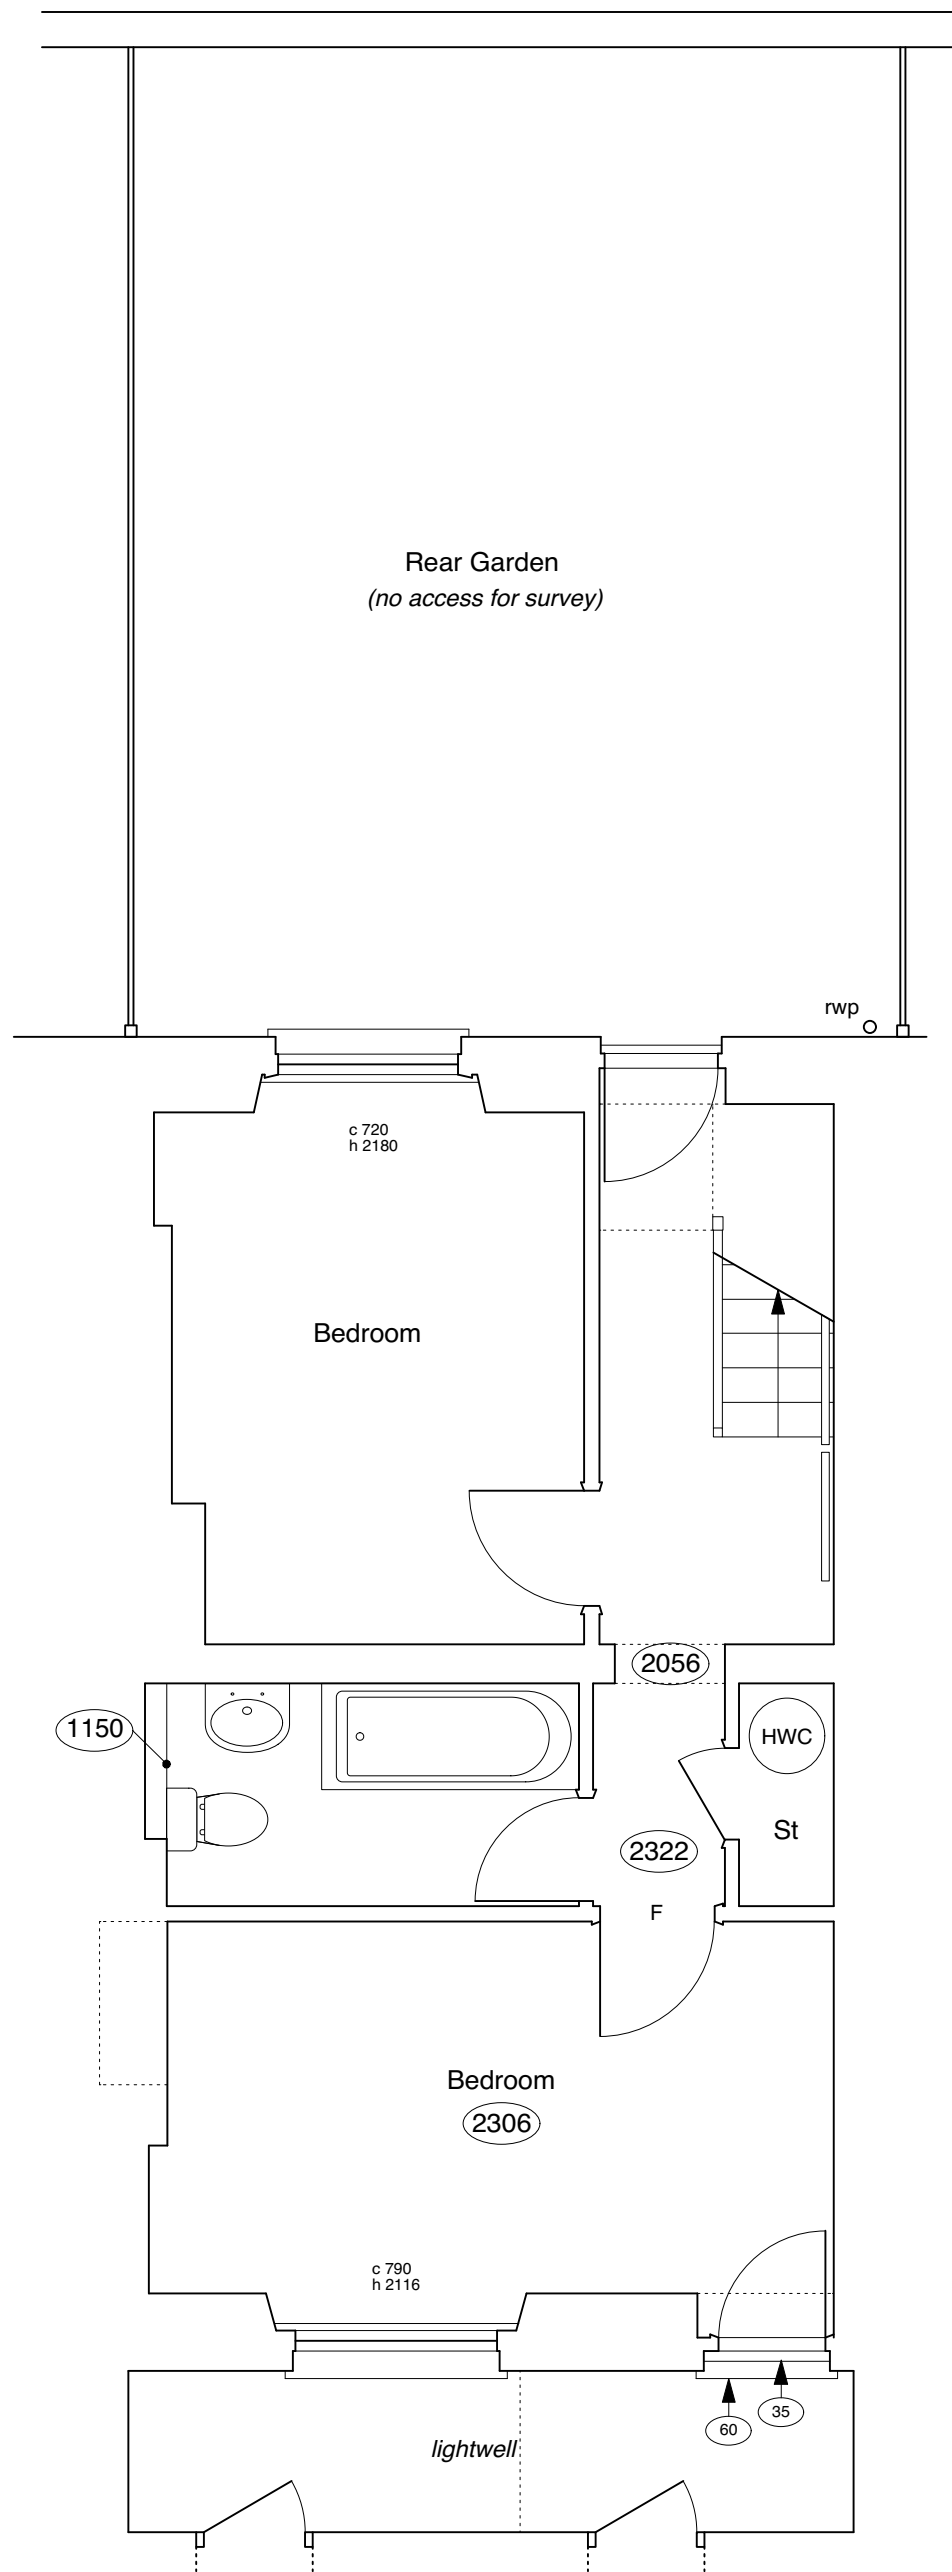 Rear Garden
(no access for survey)
rwp
c 720
h 2180
Bedroom
2056
1150
HWC
St
2322
F
Bedroom
2306
c 790
h 2116
35
60
lightwell